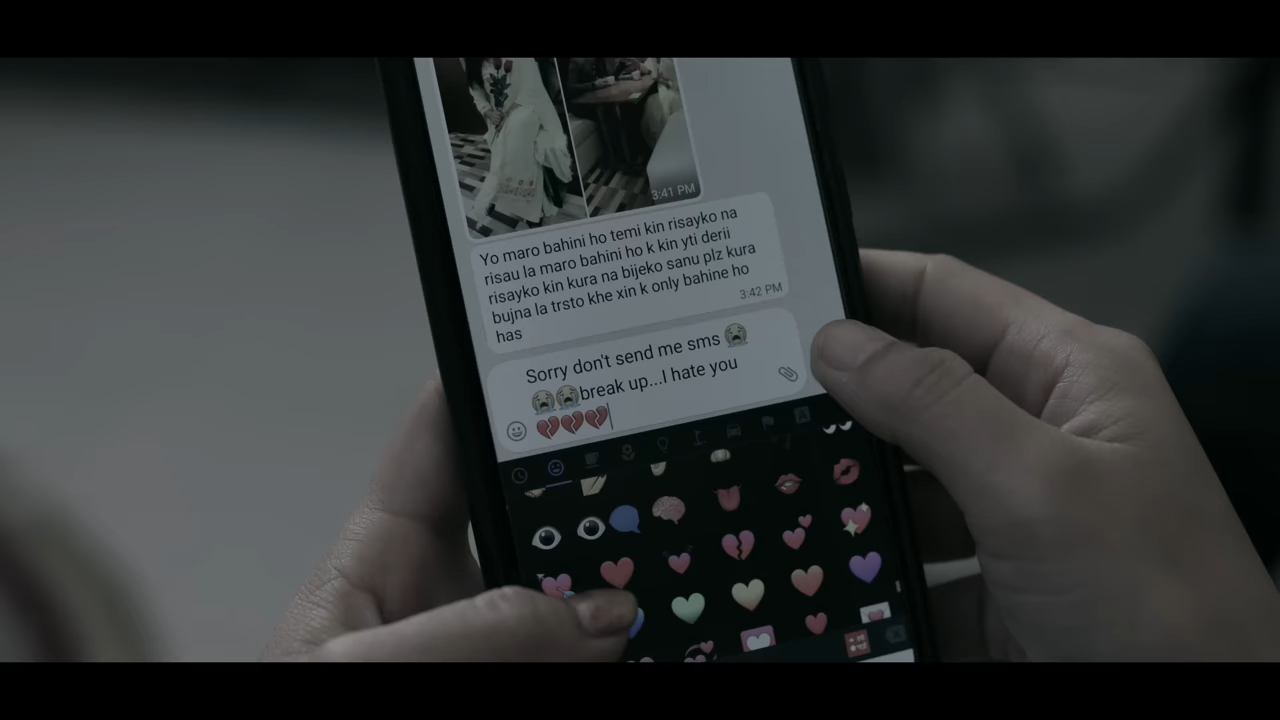 3:41 PM
Yo maro bahini ho temi kin risayko na
risau la maro bahini ho k kin yti derii
risayko kin kura na bijeko sanu plz kura
bujna la trsto khe xin k only bahine ho
has
3:42 PM
Sorry don't send me sms 😭
😭😭break up...I hate you
💔💔💔